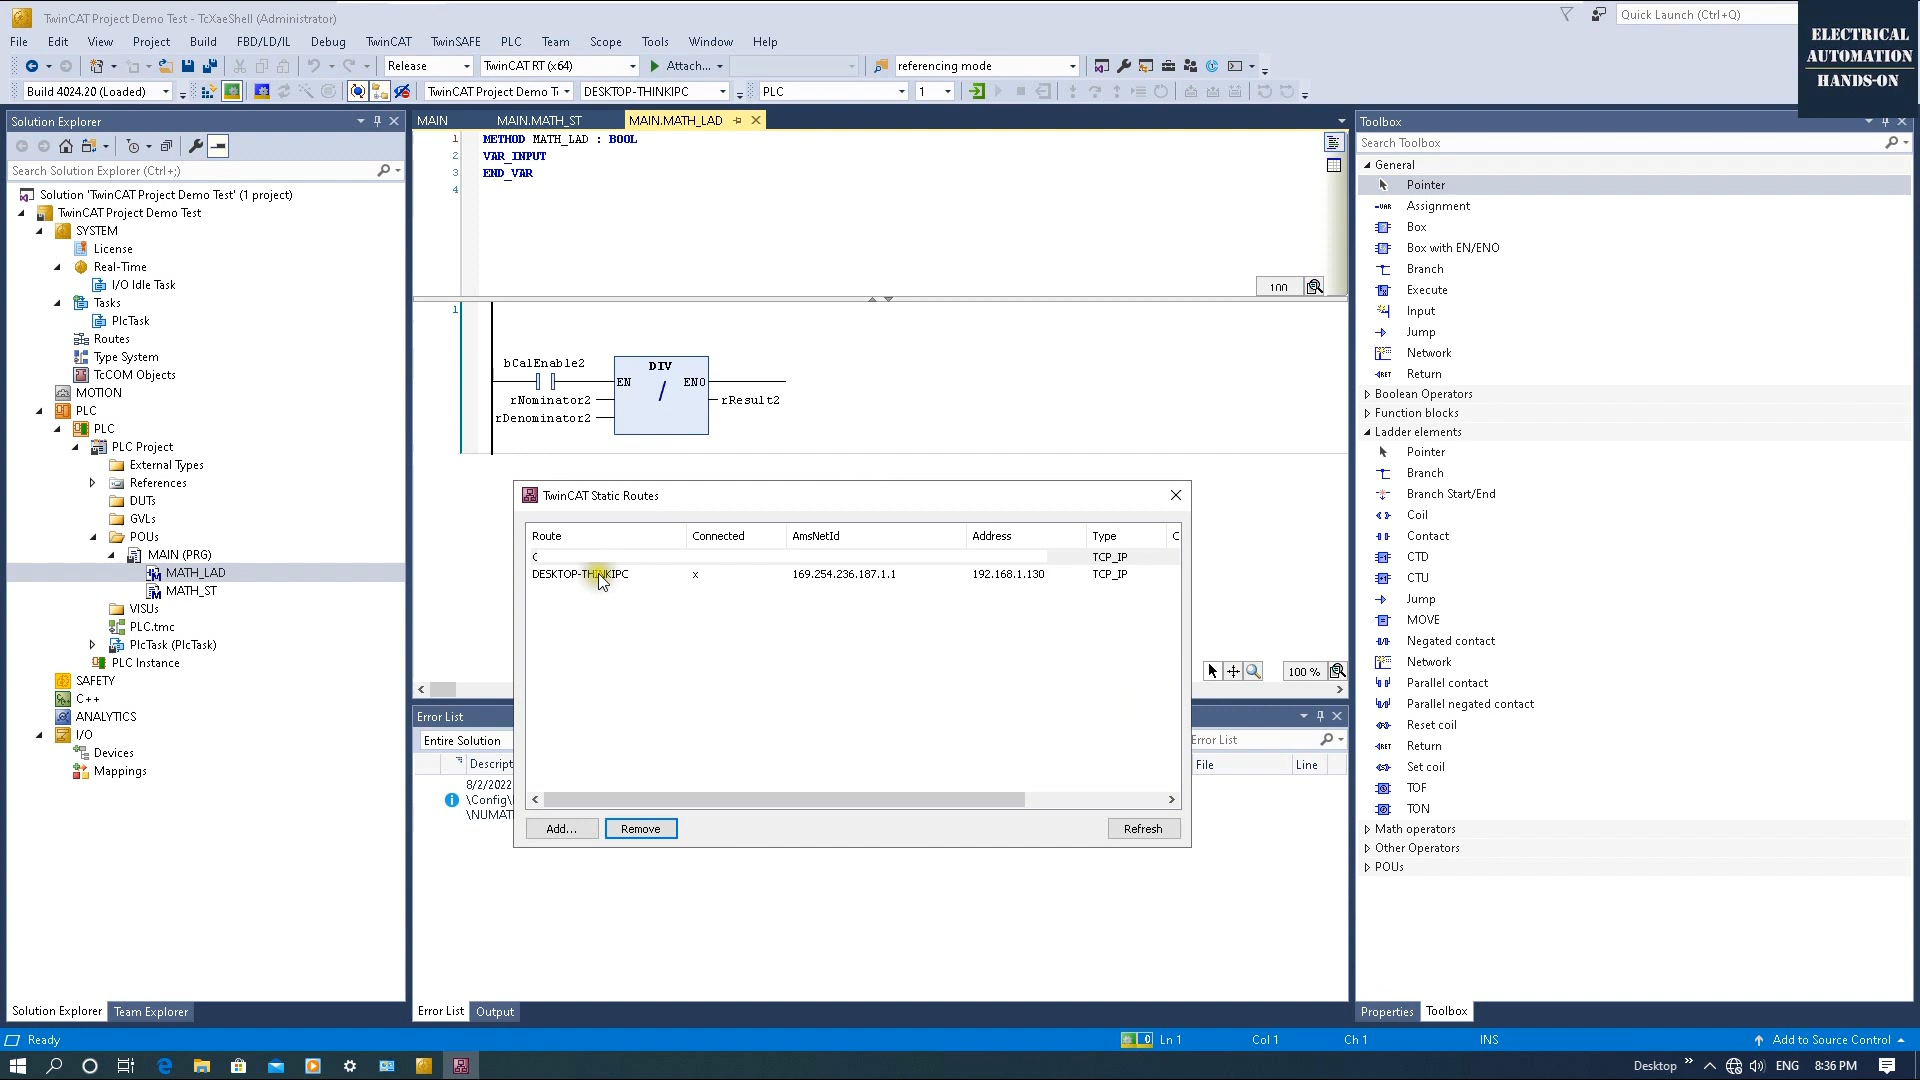 TwinCAT Project Demo Test - TcXaeShell (Administrator)
Quick Launch (Ctrl+Q)
ELECTRICAL
AUTOMATION
HANDS-ON
File Edit View Project Build FBD/LD/IL Debug TwinCAT TwinSAFE PLC Team Scope Tools Window Help
Release TwinCAT RT (x64) Attach... referencing mode
Build 4024.20 (Loaded) TwinCAT Project Demo T DESKTOP-THINKIPC PLC 1
Solution Explorer
Search Solution Explorer (Ctrl+;)
Solution 'TwinCAT Project Demo Test' (1 project)
TwinCAT Project Demo Test
SYSTEM
License
Real-Time
I/O Idle Task
Tasks
PlcTask
Routes
Type System
TcCOM Objects
MOTION
PLC
PLC
PLC Project
External Types
References
DUTs
GVLs
POUs
MAIN (PRG)
MATH_LAD
MATH_ST
VISUs
PLC.tmc
PlcTask (PlcTask)
PLC Instance
SAFETY
C++
ANALYTICS
I/O
Devices
Mappings
Solution Explorer Team Explorer
MAIN MAIN.MATH_ST MAIN.MATH_LAD
1 METHOD MATH_LAD : BOOL
2 VAR_INPUT
3 END_VAR
4
100
1
bCalEnable2
DIV
EN / ENO
rNominator2 rResult2
rDenominator2
100 %
TwinCAT Static Routes
Route Connected AmsNetId Address Type C
C TCP_IP
DESKTOP-THINKIPC x 169.254.236.187.1.1 192.168.1.130 TCP_IP
Add... Remove Refresh
Error List
Entire Solution Error List
Descript File Line
8/2/2022
\Config\
\NUMAT
Error List Output
Toolbox
Search Toolbox
General
Pointer
Assignment
Box
Box with EN/ENO
Branch
Execute
Input
Jump
Network
Return
Boolean Operators
Function blocks
Ladder elements
Pointer
Branch
Branch Start/End
Coil
Contact
CTD
CTU
Jump
MOVE
Negated contact
Network
Parallel contact
Parallel negated contact
Reset coil
Return
Set coil
TOF
TON
Math operators
Other Operators
POUs
Properties Toolbox
Ready 0 Ln 1 Col 1 Ch 1 INS Add to Source Control
Desktop ENG 8:36 PM